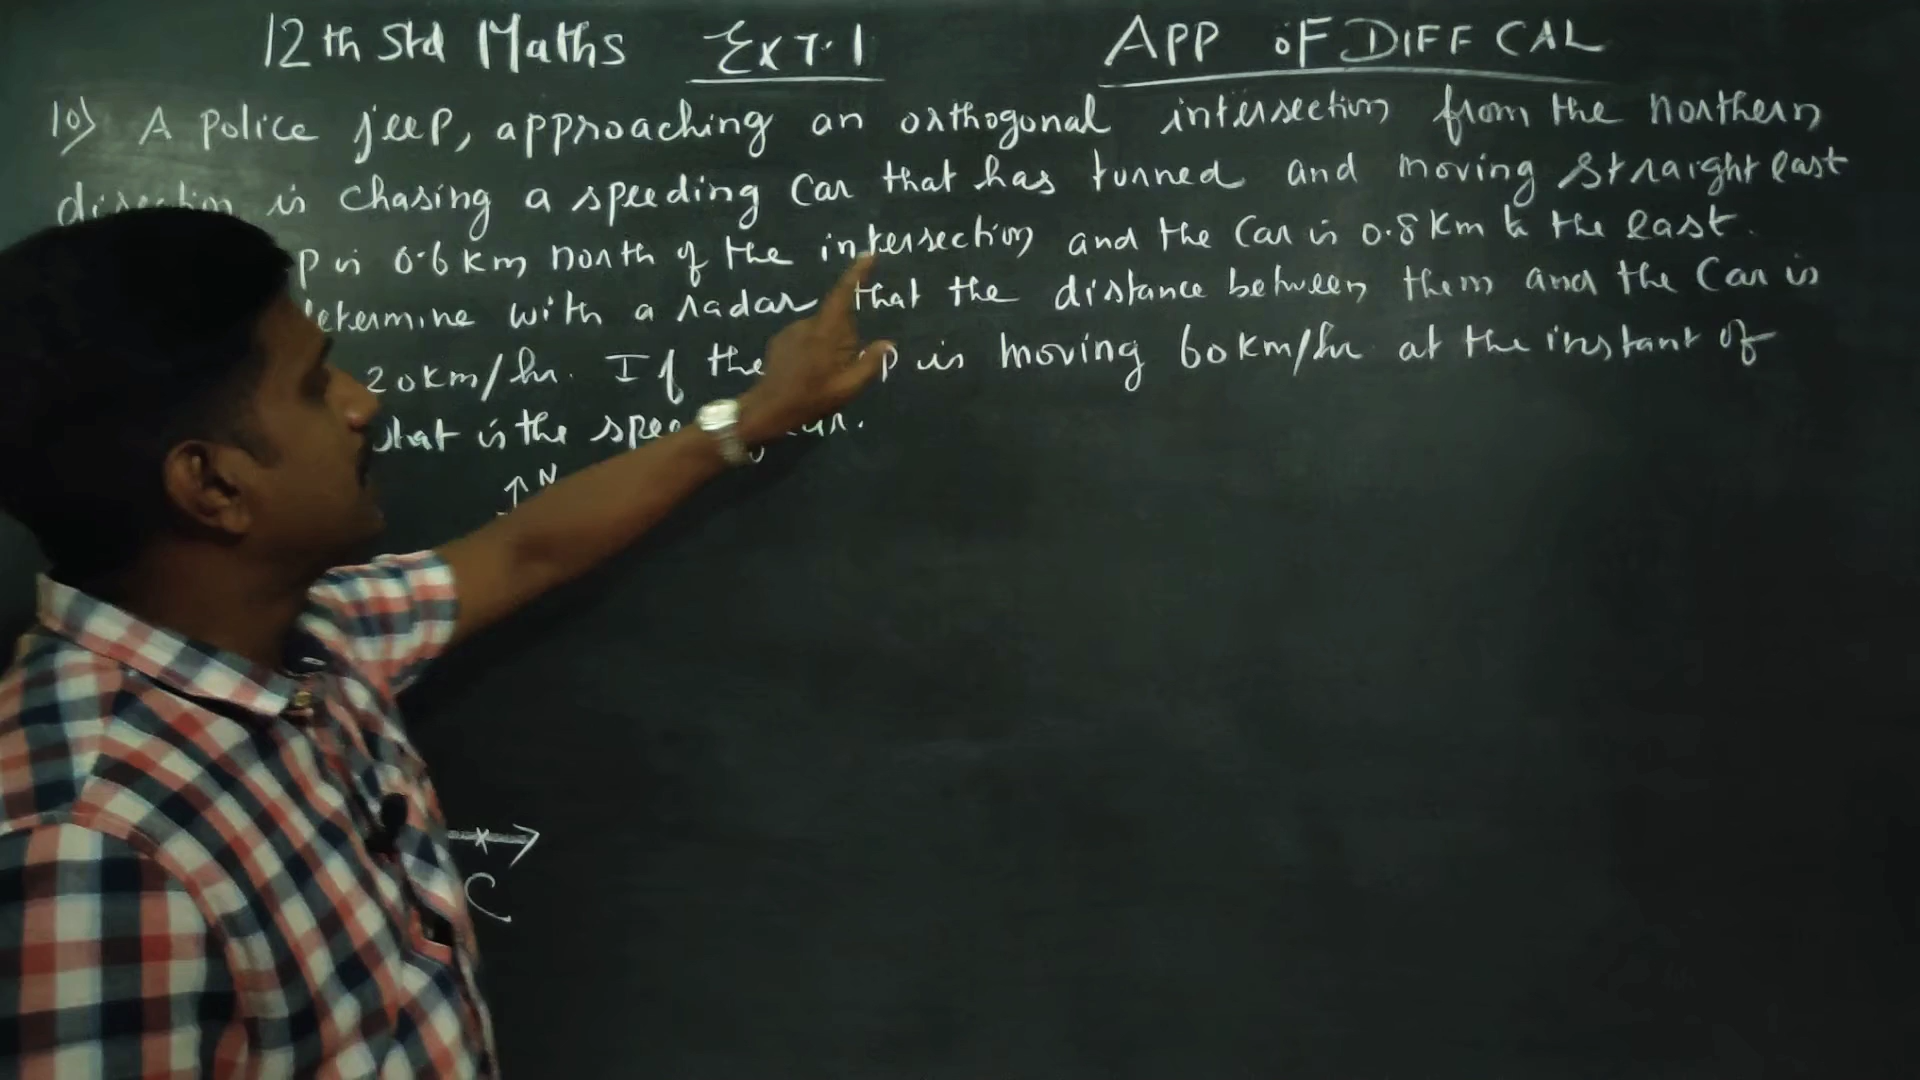 12th Std Maths Ex 7.1 APP OF DIFF CAL
10) A police jeep, approaching an orthogonal intersection from the northern
direction is chasing a speeding Car that has turned and moving straight east
p is 0.6 km north of the intersection and the Car is 0.8 km to the east.
etermine with a radar that the distance between them and the Car is
20 km/hr. If the p is moving 60 km/hr at the instant of
what is the spee
N
C